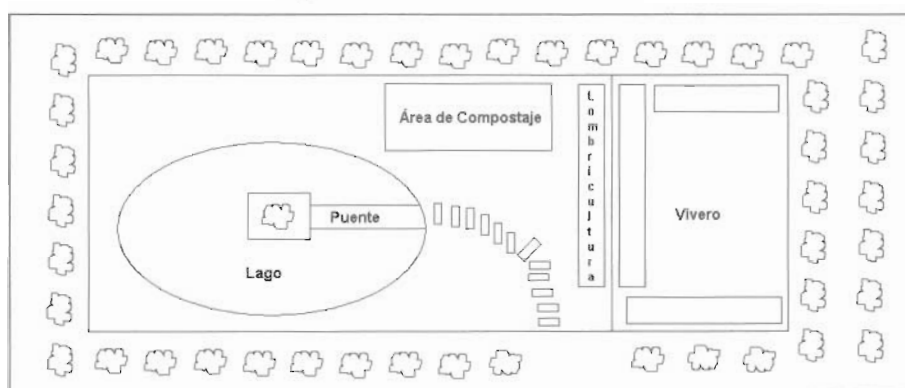 Área de Compostaje
Lombricultura
Puente
Vivero
Lago